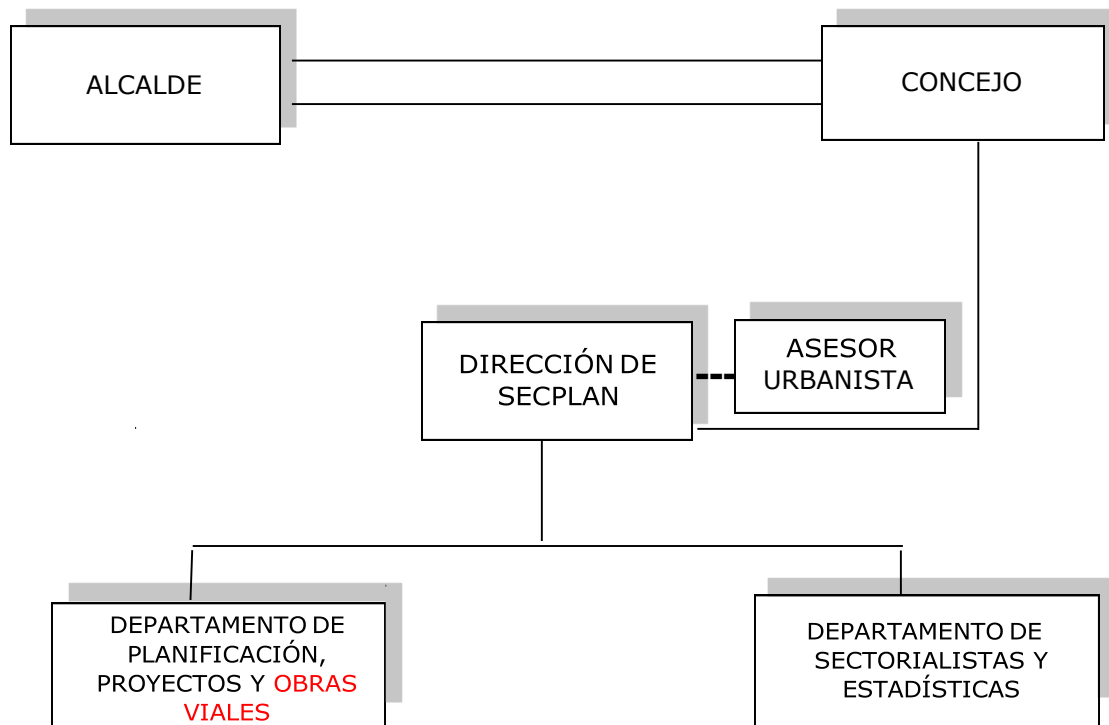 ALCALDE
CONCEJO
DIRECCIÓN DE
SECPLAN
ASESOR
URBANISTA
DEPARTAMENTO DE
PLANIFICACIÓN,
PROYECTOS Y OBRAS
VIALES
DEPARTAMENTO DE
SECTORIALISTAS Y
ESTADÍSTICAS